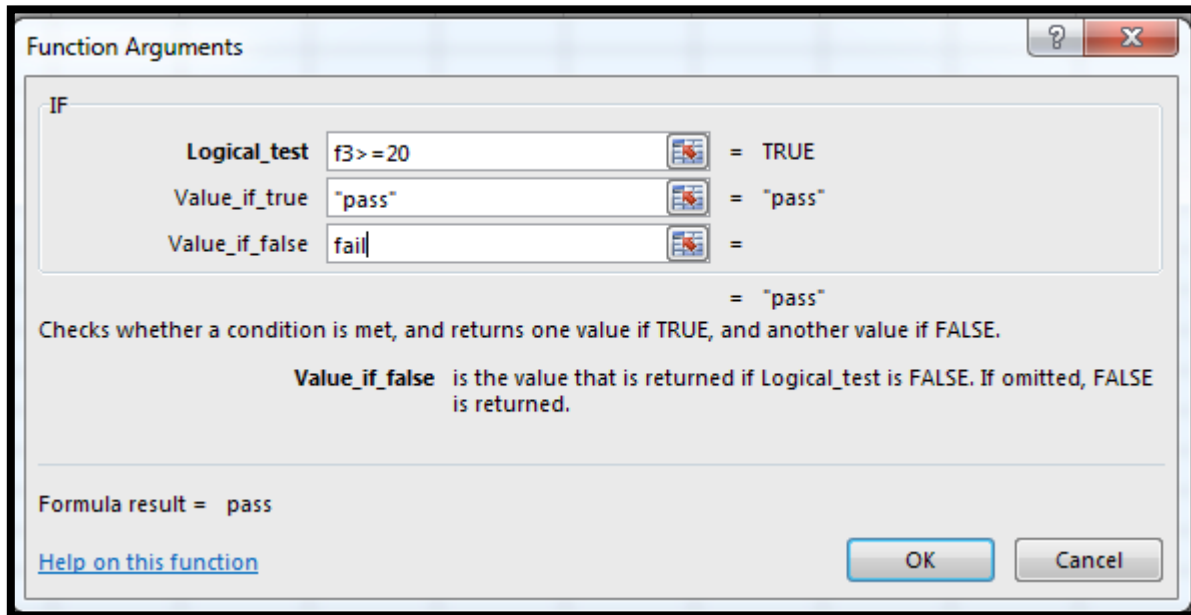 Function Arguments
IF
Logical_test f3>=20 = TRUE
Value_if_true "pass" = "pass"
Value_if_false fail =
= "pass"
Checks whether a condition is met, and returns one value if TRUE, and another value if FALSE.
Value_if_false is the value that is returned if Logical_test is FALSE. If omitted, FALSE
is returned.
Formula result = pass
Help on this function OK Cancel